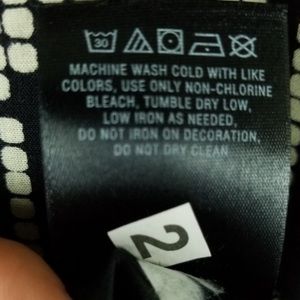 30
MACHINE WASH COLD WITH LIKE
COLORS, USE ONLY NON-CHLORINE
BLEACH, TUMBLE DRY LOW,
LOW IRON AS NEEDED,
DO NOT IRON ON DECORATION,
DO NOT DRY CLEAN
2